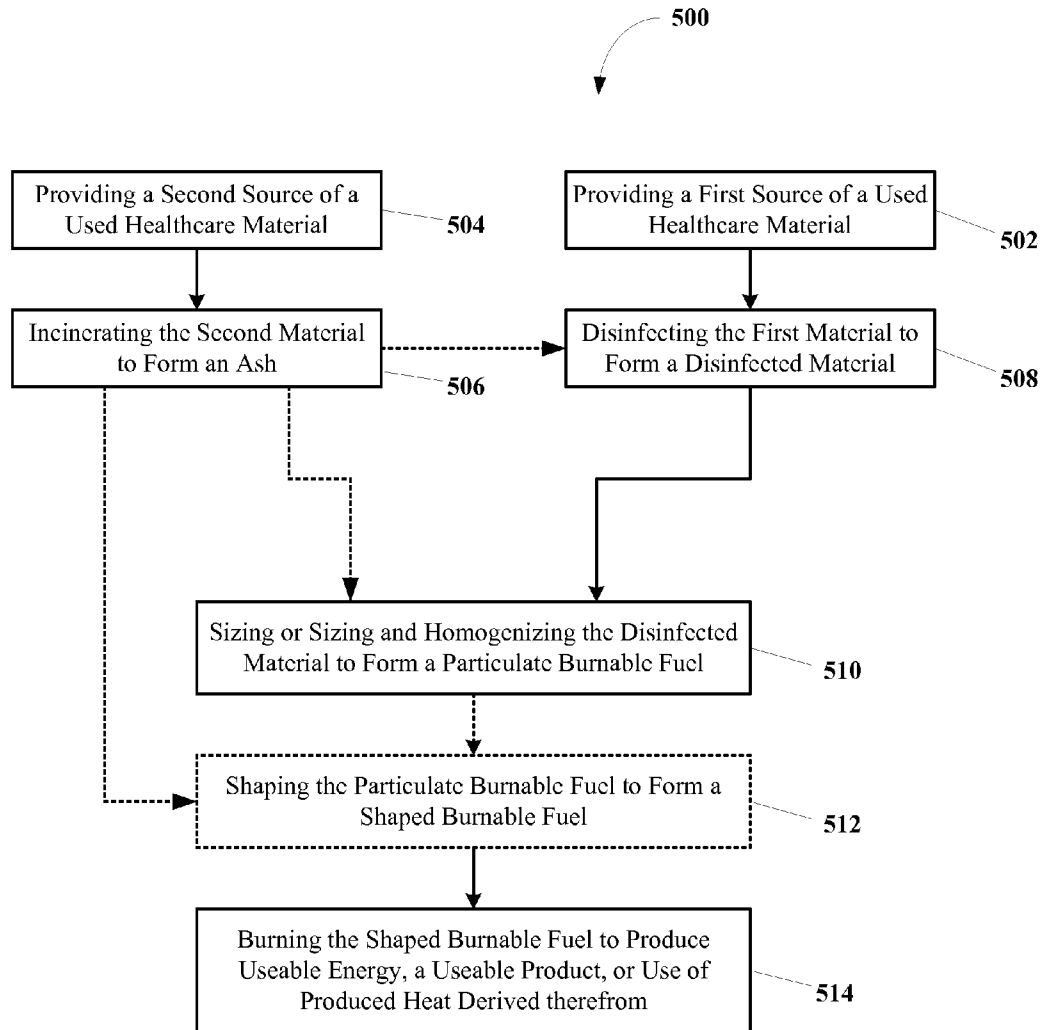 500
Providing a Second Source of a
Used Healthcare Material
504
Providing a First Source of a Used
Healthcare Material
502
Incinerating the Second Material
to Form an Ash
506
Disinfecting the First Material to
Form a Disinfected Material
508
Sizing or Sizing and Homogenizing the Disinfected
Material to Form a Particulate Burnable Fuel
510
Shaping the Particulate Burnable Fuel to Form a
Shaped Burnable Fuel
512
Burning the Shaped Burnable Fuel to Produce
Useable Energy, a Useable Product, or Use of
Produced Heat Derived therefrom
514